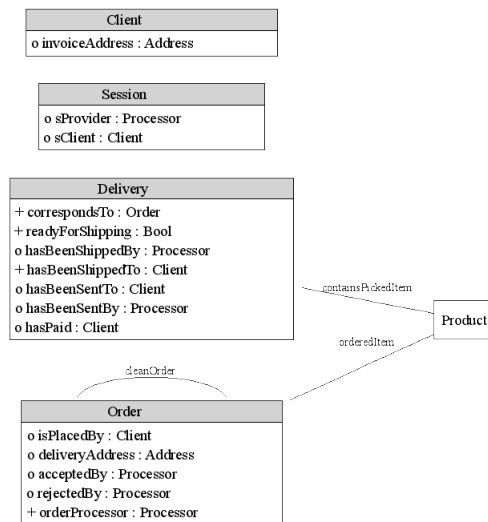 Client
o invoiceAddress : Address
Session
o sProvider : Processor
o sClient : Client
Delivery
+ correspondsTo : Order
+ readyForShipping : Bool
o hasBeenShippedBy : Processor
+ hasBeenShippedTo : Client
o hasBeenSentTo : Client
o hasBeenSentBy : Processor
o hasPaid : Client
containsPickedItem
Product
orderedItem
cleanOrder
Order
o isPlacedBy : Client
o deliveryAddress : Address
o acceptedBy : Processor
o rejectedBy : Processor
+ orderProcessor : Processor